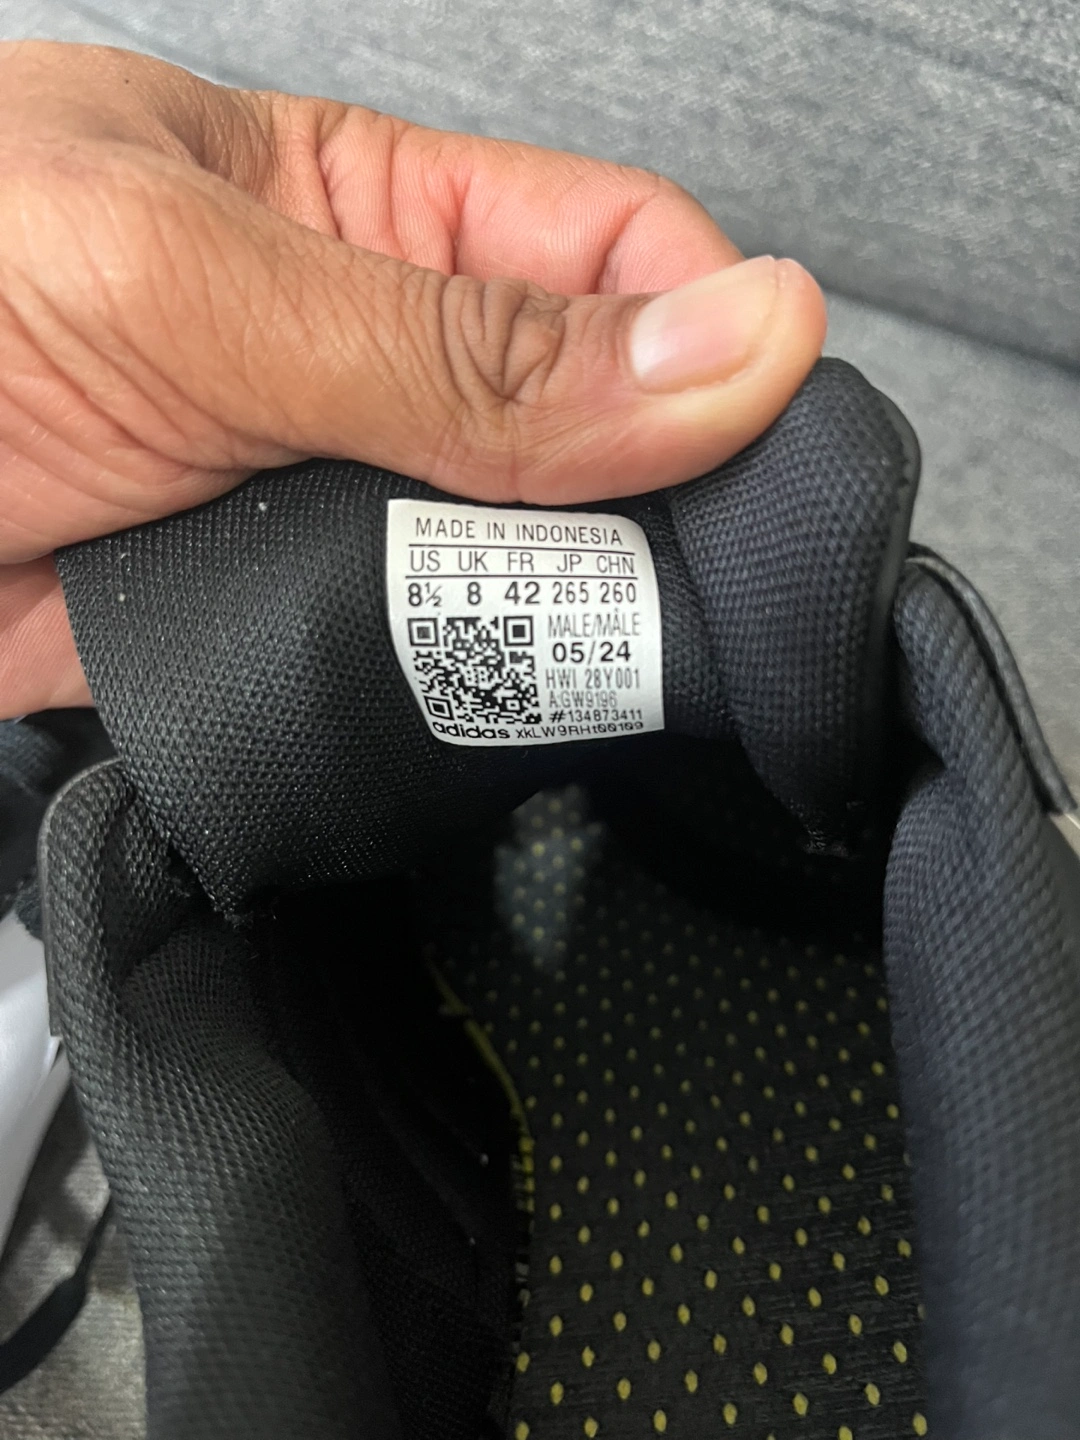 MADE IN INDONESIA
US UK FR JP CHN
8½ 8 42 265 260
MALE/MÂLE
05/24
HWI 28Y001
A:GW9196
#134873411
adidas xkLW9RHt00109